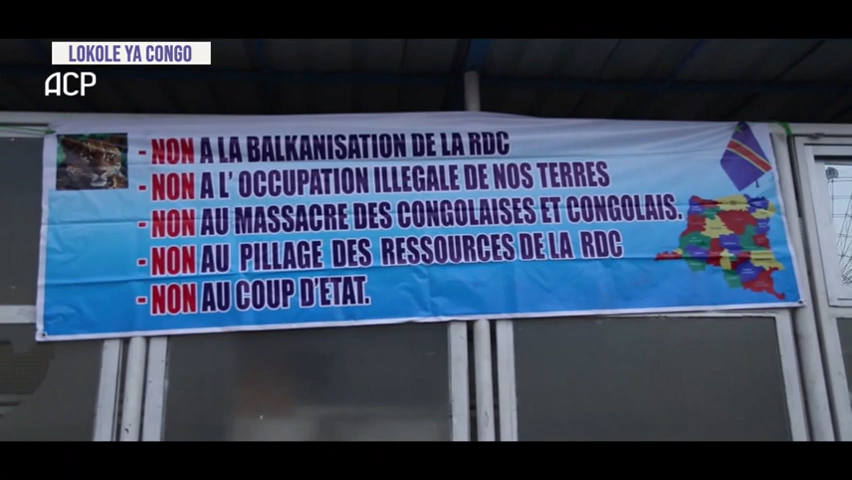 LOKOLE YA CONGO
ACP
- NON A LA BALKANISATION DE LA RDC
- NON A L' OCCUPATION ILLEGALE DE NOS TERRES
- NON AU MASSACRE DES CONGOLAISES ET CONGOLAIS.
- NON AU PILLAGE DES RESSOURCES DE LA RDC
- NON AU COUP D'ETAT.